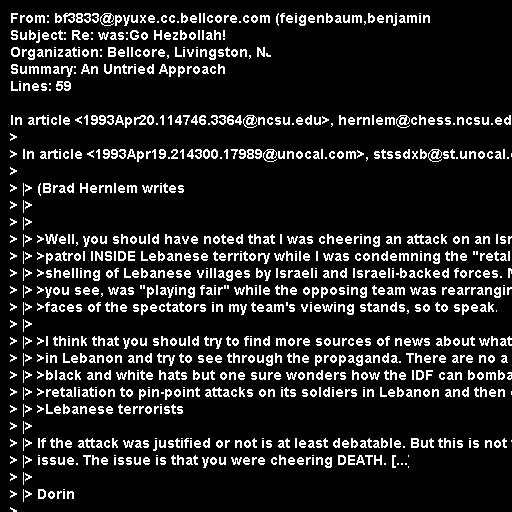 From: bf3833@pyuxe.cc.bellcore.com (feigenbaum,benjamin
Subject: Re: was:Go Hezbollah!
Organization: Bellcore, Livingston, NJ
Summary: An Untried Approach
Lines: 59

In article <1993Apr20.114746.3364@ncsu.edu>, hernlem@chess.ncsu.ed
>
> In article <1993Apr19.214300.17989@unocal.com>, stssdxb@st.unocal.
>
> |> (Brad Hernlem writes
> |>
> |>
> |> >Well, you should have noted that I was cheering an attack on an Isr
> |> >patrol INSIDE Lebanese territory while I was condemning the "retal
> |> >shelling of Lebanese villages by Israeli and Israeli-backed forces.
> |> >you see, was "playing fair" while the opposing team was rearrangin
> |> >faces of the spectators in my team's viewing stands, so to speak.
> |>
> |> >I think that you should try to find more sources of news about what
> |> >in Lebanon and try to see through the propaganda. There are no a
> |> >black and white hats but one sure wonders how the IDF can bomba
> |> >retaliation to pin-point attacks on its soldiers in Lebanon and then
> |> >Lebanese terrorists
> |>
> |> If the attack was justified or not is at least debatable. But this is not
> |> issue. The issue is that you were cheering DEATH. [...]
> |>
> |> Dorin